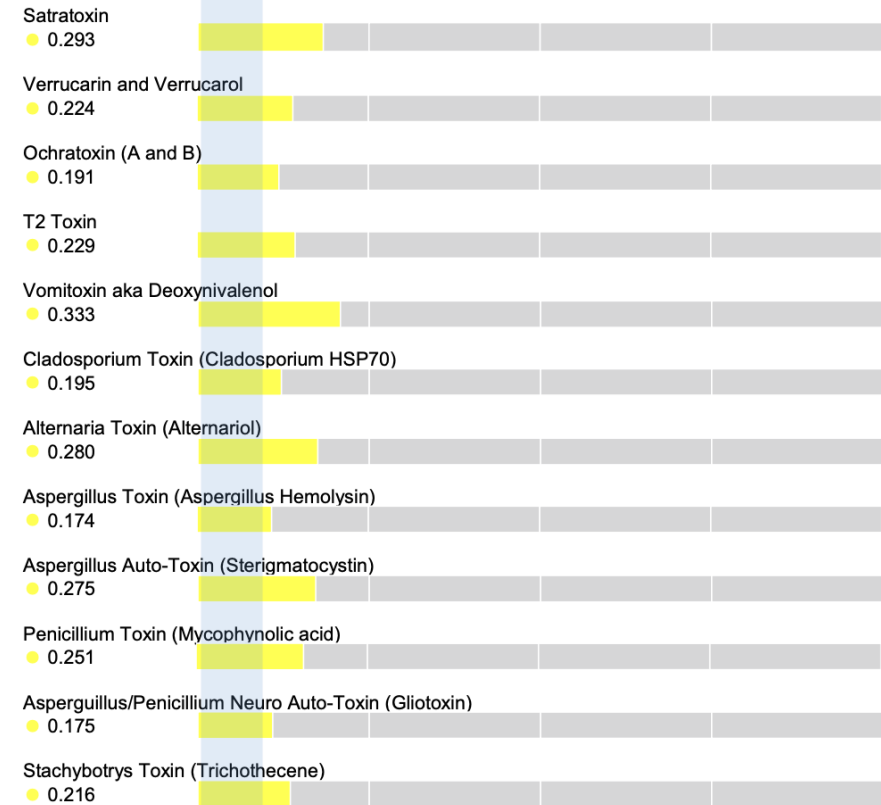 Satratoxin
0.293
Verrucarin and Verrucarol
0.224
Ochratoxin (A and B)
0.191
T2 Toxin
0.229
Vomitoxin aka Deoxynivalenol
0.333
Cladosporium Toxin (Cladosporium HSP70)
0.195
Alternaria Toxin (Alternariol)
0.280
Aspergillus Toxin (Aspergillus Hemolysin)
0.174
Aspergillus Auto-Toxin (Sterigmatocystin)
0.275
Penicillium Toxin (Mycophynolic acid)
0.251
Asperguillus/Penicillium Neuro Auto-Toxin (Gliotoxin)
0.175
Stachybotrys Toxin (Trichothecene)
0.216